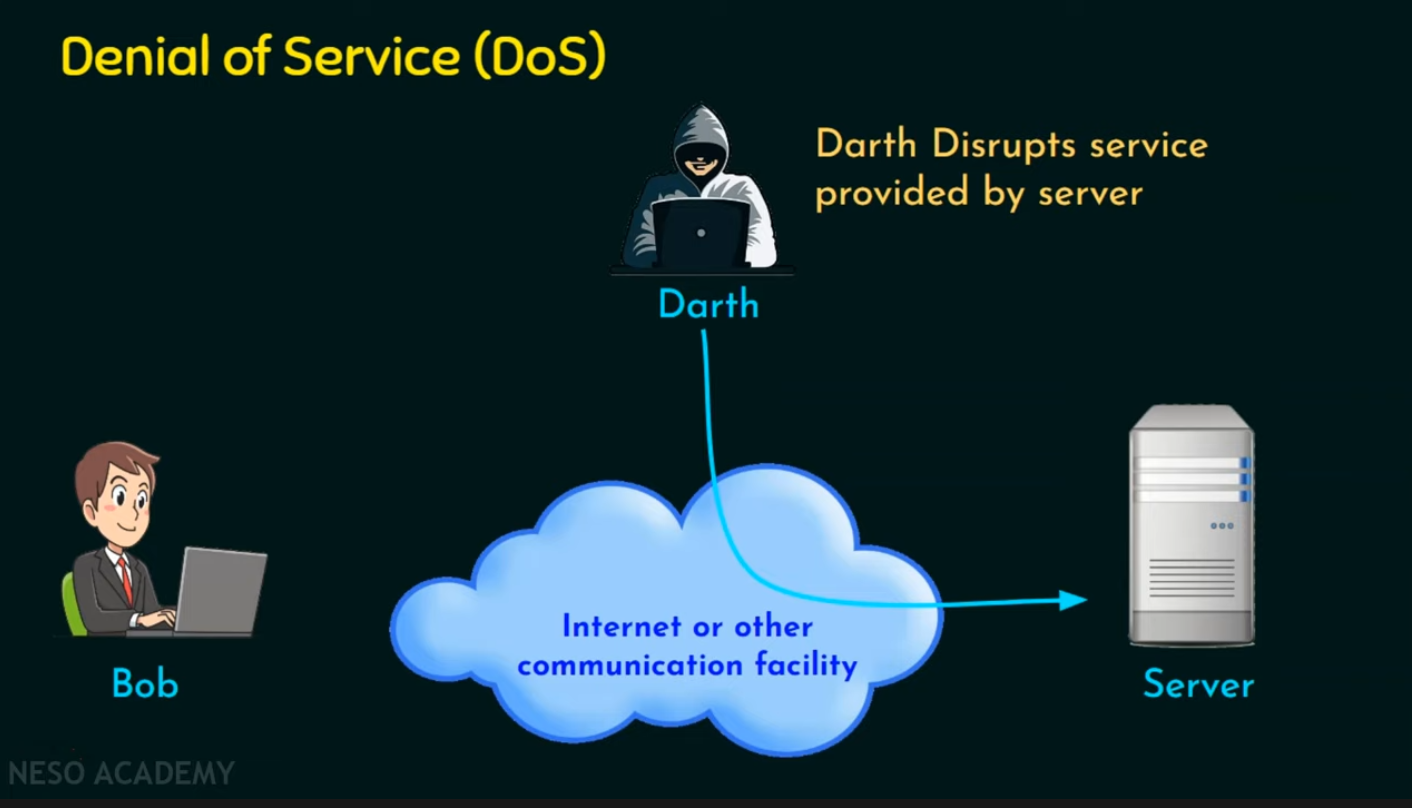 Denial of Service (DoS)
Darth Disrupts service
provided by server
Darth
Internet or other
communication facility
Bob
Server
NESO ACADEMY